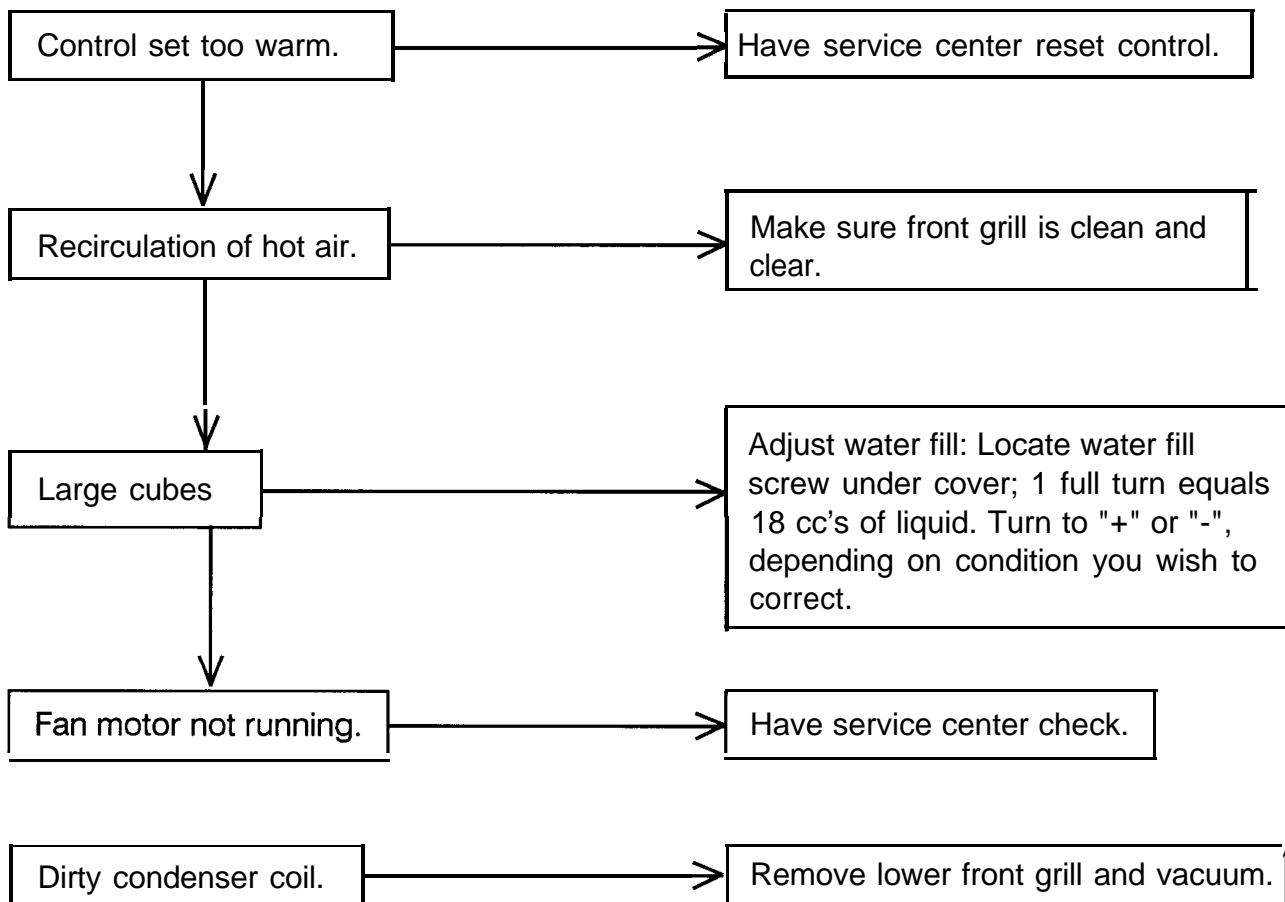 Control set too warm.
Have service center reset control.
Recirculation of hot air.
Make sure front grill is clean and
clear.
Large cubes
Adjust water fill: Locate water fill
screw under cover; 1 full turn equals
18 cc's of liquid. Turn to "+" or "-",
depending on condition you wish to
correct.
Fan motor not running.
Have service center check.
Dirty condenser coil.
Remove lower front grill and vacuum.